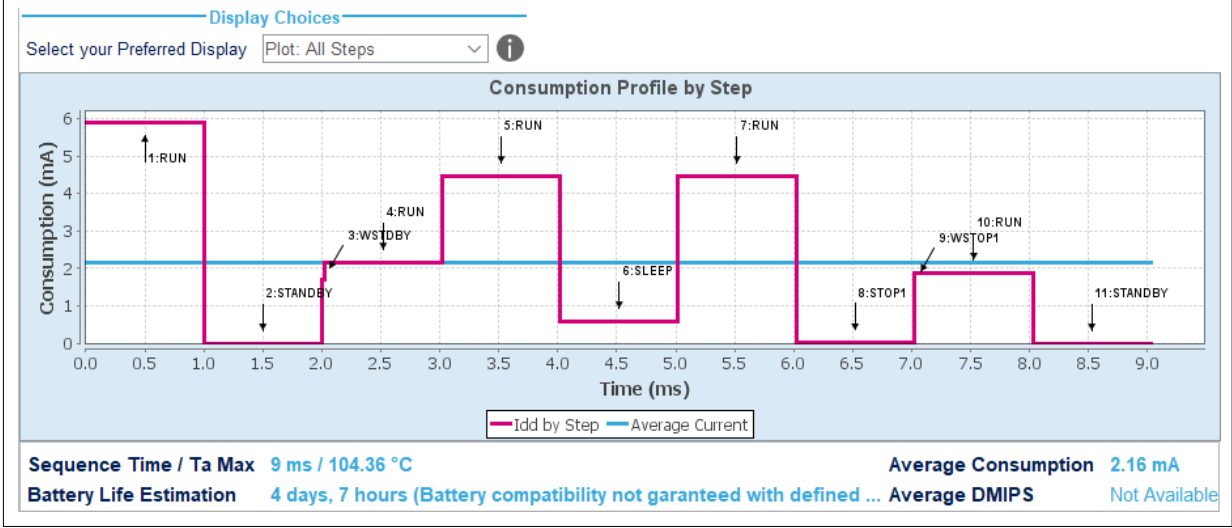 Display Choices
Select your Preferred Display Plot: All Steps
Consumption Profile by Step
Consumption (mA)
6
5
4
3
2
1
0
1:RUN
2:STANDBY
3:WSTDBY
4:RUN
5:RUN
6:SLEEP
7:RUN
8:STOP1
9:WSTOP1
10:RUN
11:STANDBY
0.0 0.5 1.0 1.5 2.0 2.5 3.0 3.5 4.0 4.5 5.0 5.5 6.0 6.5 7.0 7.5 8.0 8.5 9.0
Time (ms)
Idd by Step Average Current
Sequence Time / Ta Max 9 ms / 104.36 °C Average Consumption 2.16 mA
Battery Life Estimation 4 days, 7 hours (Battery compatibility not garanteed with defined ... Average DMIPS Not Available